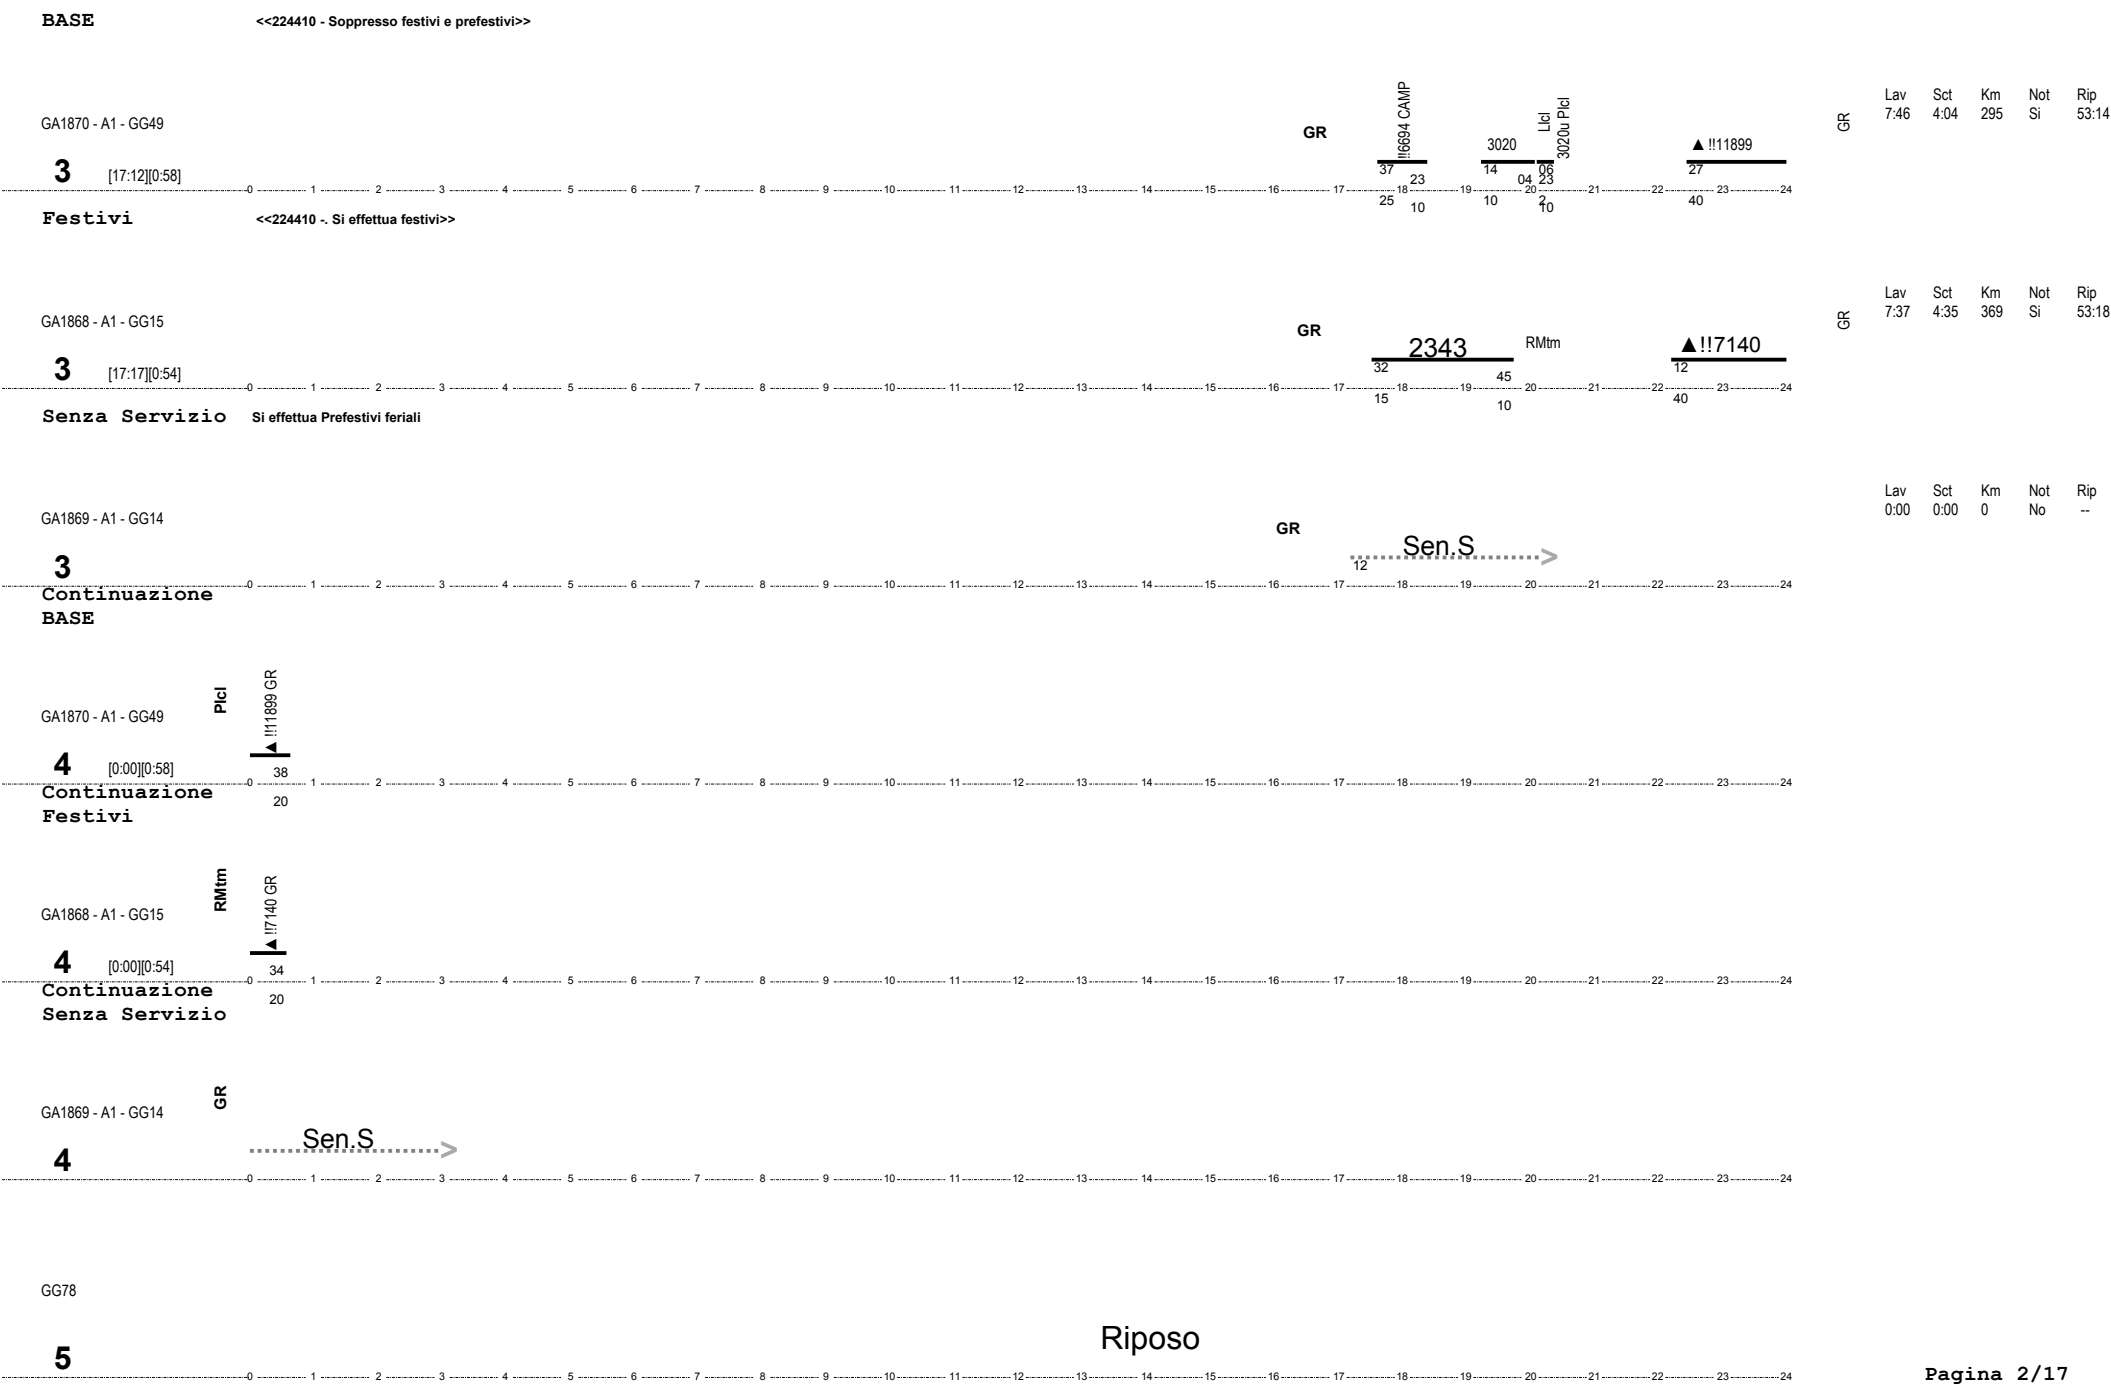 BASE <<224410 - Soppresso festivi e prefestivi>>
Lav Sct Km Not Rip
GA1870 - A1 - GG49 GR !!6694 CAMP 3020 Llcl 3020u Plcl ▲ !!11899 GR 7:46 4:04 295 Si 53:14
3 [17:12][0:58] 37 23 14 04 06 23 27
0 1 2 3 4 5 6 7 8 9 10 11 12 13 14 15 16 17 18 19 20 21 22 23 24
25 10 10 2 10 40
Festivi <<224410 -. Si effettua festivi>>
Lav Sct Km Not Rip
GA1868 - A1 - GG15 GR 2343 RMtm ▲!!7140 GR 7:37 4:35 369 Si 53:18
3 [17:17][0:54] 32 45 12
0 1 2 3 4 5 6 7 8 9 10 11 12 13 14 15 16 17 18 19 20 21 22 23 24
15 10 40
Senza Servizio Si effettua Prefestivi feriali
Lav Sct Km Not Rip
GA1869 - A1 - GG14 GR Sen.S > 0:00 0:00 0 No --
3 12
0 1 2 3 4 5 6 7 8 9 10 11 12 13 14 15 16 17 18 19 20 21 22 23 24
Continuazione
BASE
GA1870 - A1 - GG49 Plcl ▲ !!11899 GR
4 [0:00][0:58] 38
0 1 2 3 4 5 6 7 8 9 10 11 12 13 14 15 16 17 18 19 20 21 22 23 24
Continuazione 20
Festivi
GA1868 - A1 - GG15 RMtm ▲ !!7140 GR
4 [0:00][0:54] 34
0 1 2 3 4 5 6 7 8 9 10 11 12 13 14 15 16 17 18 19 20 21 22 23 24
Continuazione 20
Senza Servizio
GA1869 - A1 - GG14 GR Sen.S >
4
0 1 2 3 4 5 6 7 8 9 10 11 12 13 14 15 16 17 18 19 20 21 22 23 24
GG78
Riposo
5
0 1 2 3 4 5 6 7 8 9 10 11 12 13 14 15 16 17 18 19 20 21 22 23 24
Pagina 2/17